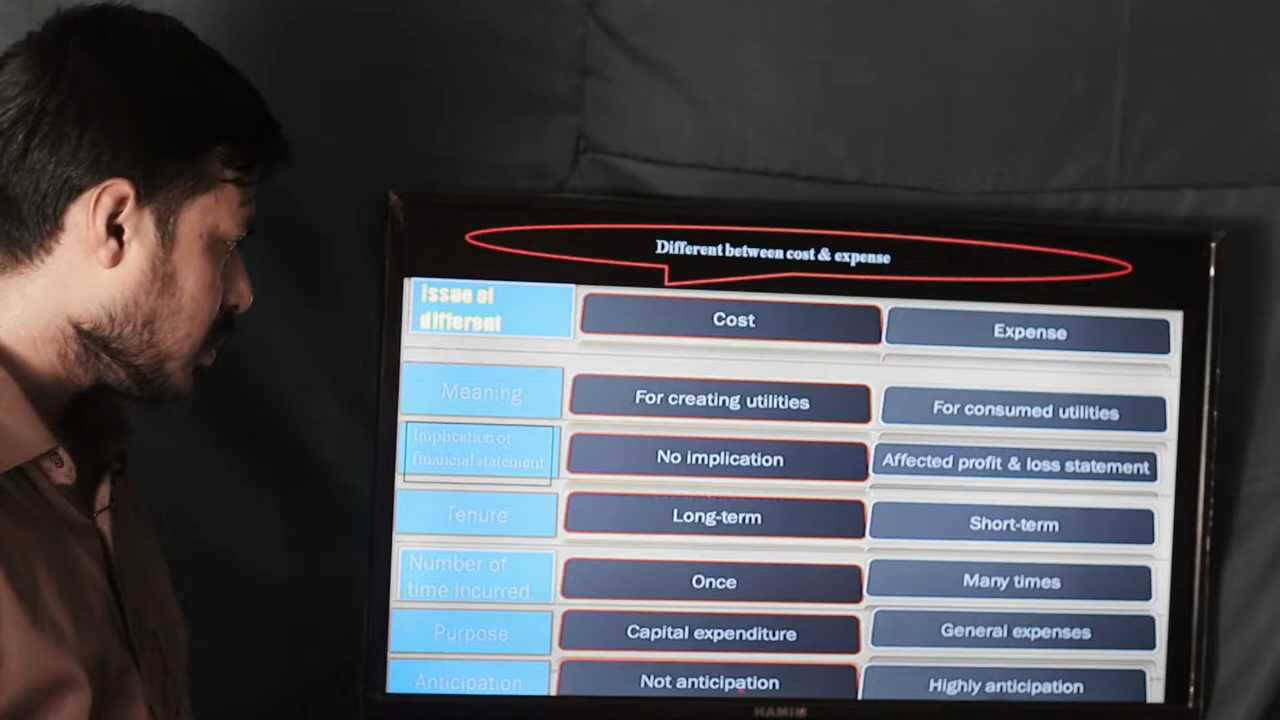 Different between cost & expense
Issue of
different
Cost
Expense
Meaning
For creating utilities
For consumed utilities
Implication of
financial statement
No implication
Affected profit & loss statement
Tenure
Long-term
Short-term
Number of
time incurred
Once
Many times
Purpose
Capital expenditure
General expenses
Anticipation
Not anticipation
Highly anticipation
HAMIM